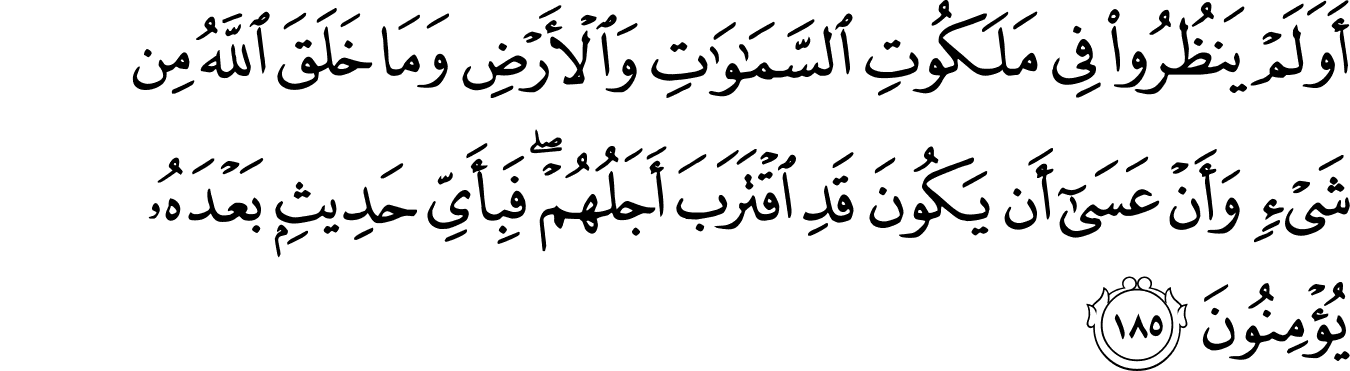 أَوَلَمۡ يَنظُرُواْ فِي مَلَكُوتِ ٱلسَّمَٰوَٰتِ وَٱلۡأَرۡضِ وَمَا خَلَقَ ٱللَّهُ مِن
شَيۡءٖ وَأَنۡ عَسَىٰٓ أَن يَكُونَ قَدِ ٱقۡتَرَبَ أَجَلُهُمۡۖ فَبِأَيِّ حَدِيثِۭ بَعۡدَهُۥ
يُؤۡمِنُونَ ١٨٥